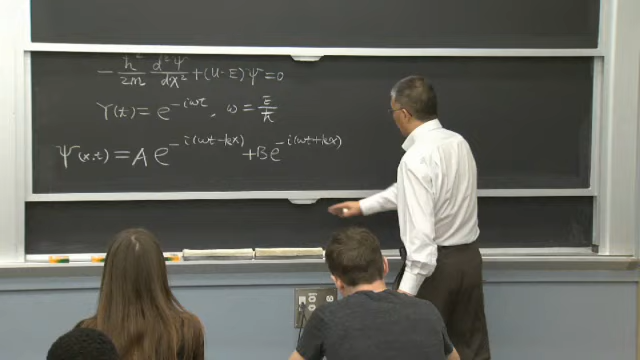 -ħ²/2m d²Ψ/dx² + (U-E)Ψ = 0
Υ(t) = e^{-iωt}, ω = E/ħ
Ψ(x,t) = A e^{-i(ωt-kx)} + B e^{-i(ωt+kx)}